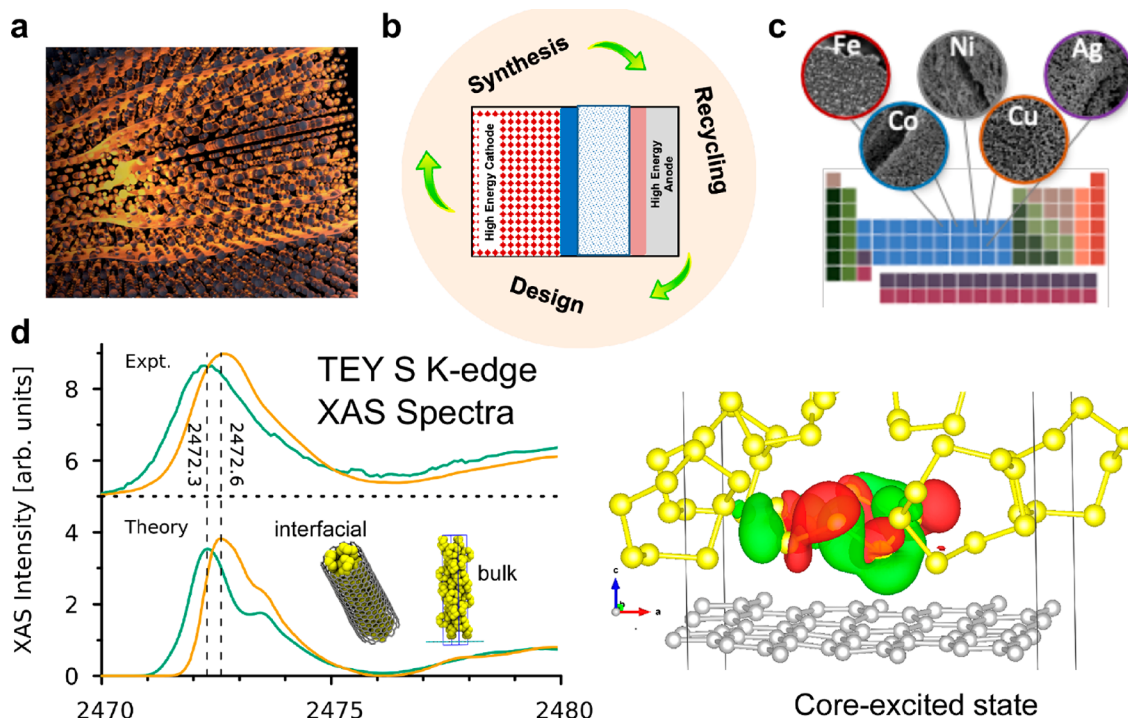 a
b
Synthesis
Recycling
Design
High Energy Cathode
High Energy
Anode
c
Fe
Ni
Ag
Co
Cu
d
XAS Intensity [arb. units]
8
6
4
2
0
Expt.
TEY S K-edge
XAS Spectra
2472.3
2472.6
Theory
interfacial
bulk
2470
2475
2480
c
b
a
Core-excited state